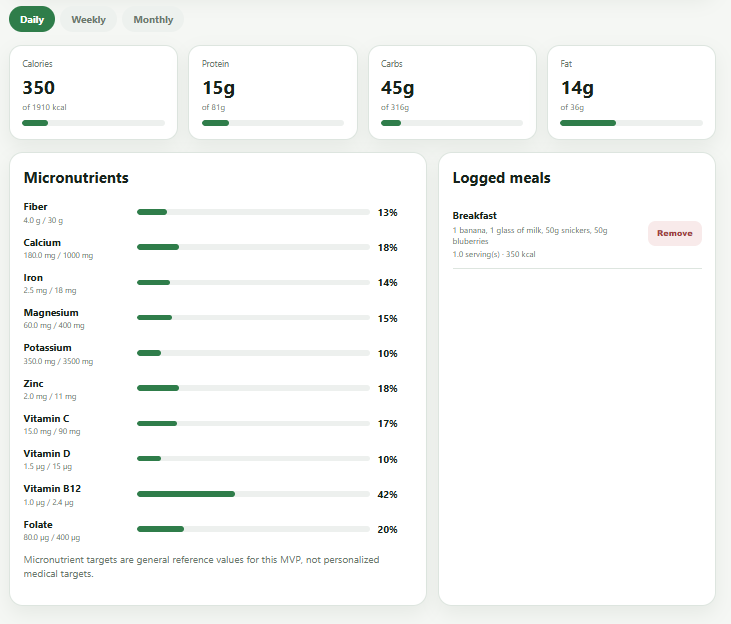 Daily Weekly Monthly
Calories
350
of 1910 kcal
Protein
15g
of 81g
Carbs
45g
of 316g
Fat
14g
of 36g
Micronutrients
Fiber
4.0 g / 30 g
13%
Calcium
180.0 mg / 1000 mg
18%
Iron
2.5 mg / 18 mg
14%
Magnesium
60.0 mg / 400 mg
15%
Potassium
350.0 mg / 3500 mg
10%
Zinc
2.0 mg / 11 mg
18%
Vitamin C
15.0 mg / 90 mg
17%
Vitamin D
1.5 µg / 15 µg
10%
Vitamin B12
1.0 µg / 2.4 µg
42%
Folate
80.0 µg / 400 µg
20%
Micronutrient targets are general reference values for this MVP, not personalized
medical targets.
Logged meals
Breakfast
1 banana, 1 glass of milk, 50g snickers, 50g
bluberries
1.0 serving(s) · 350 kcal
Remove